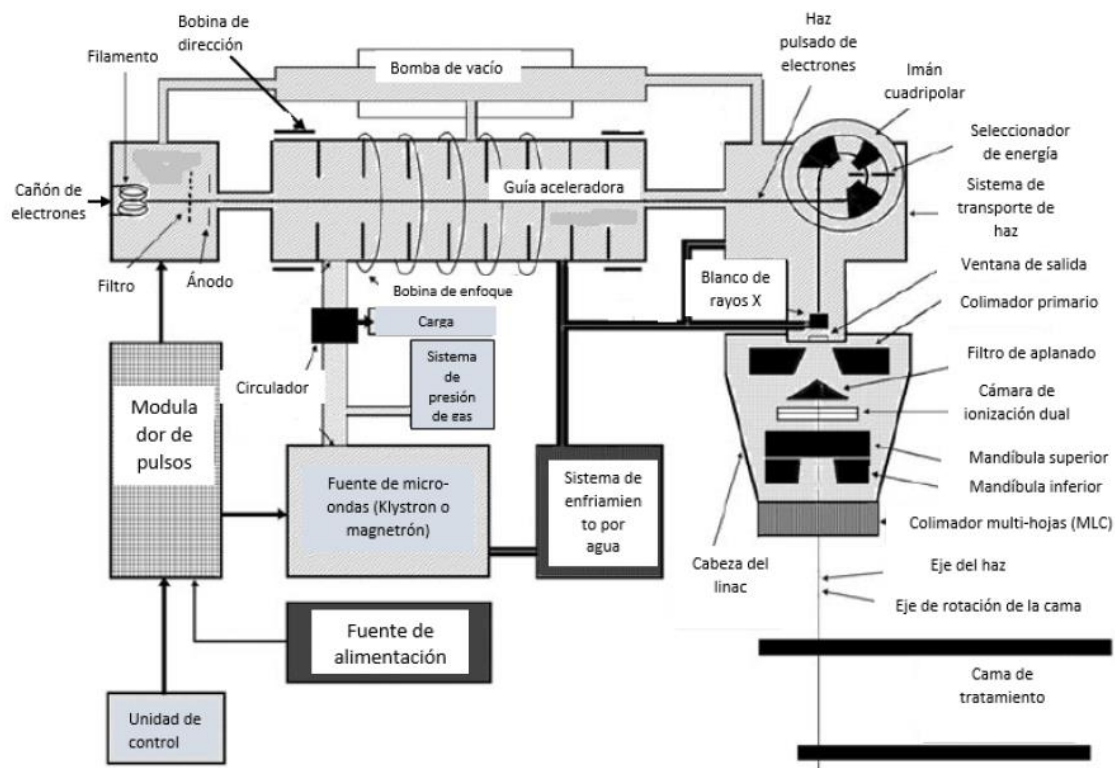 Bobina de
dirección
Filamento
Bomba de vacío
Haz
pulsado de
electrones
Imán
cuadripolar
Seleccionador
de energía
Cañón de
electrones
Guía aceleradora
Sistema de
transporte de
haz
Filtro
Ánodo
Bobina de enfoque
Blanco de
rayos X
Ventana de salida
Colimador primario
Carga
Sistema
de
presión
de gas
Circulador
Filtro de aplanado
Cámara de
ionización dual
Modula
dor de
pulsos
Mandíbula superior
Mandíbula inferior
Fuente de micro-
ondas (Klystron o
magnetrón)
Sistema de
enfriamien
to por
agua
Colimador multi-hojas (MLC)
Cabeza del
linac
Eje del haz
Eje de rotación de la cama
Fuente de
alimentación
Cama de
tratamiento
Unidad de
control